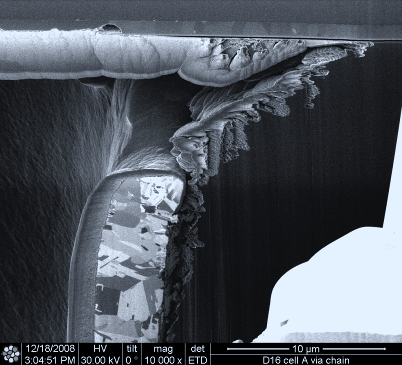 12/18/2008 HV tilt mag det 10 µm
3:04:51 PM 30.00 kV 0 ° 10 000 x ETD D16 cell A via chain